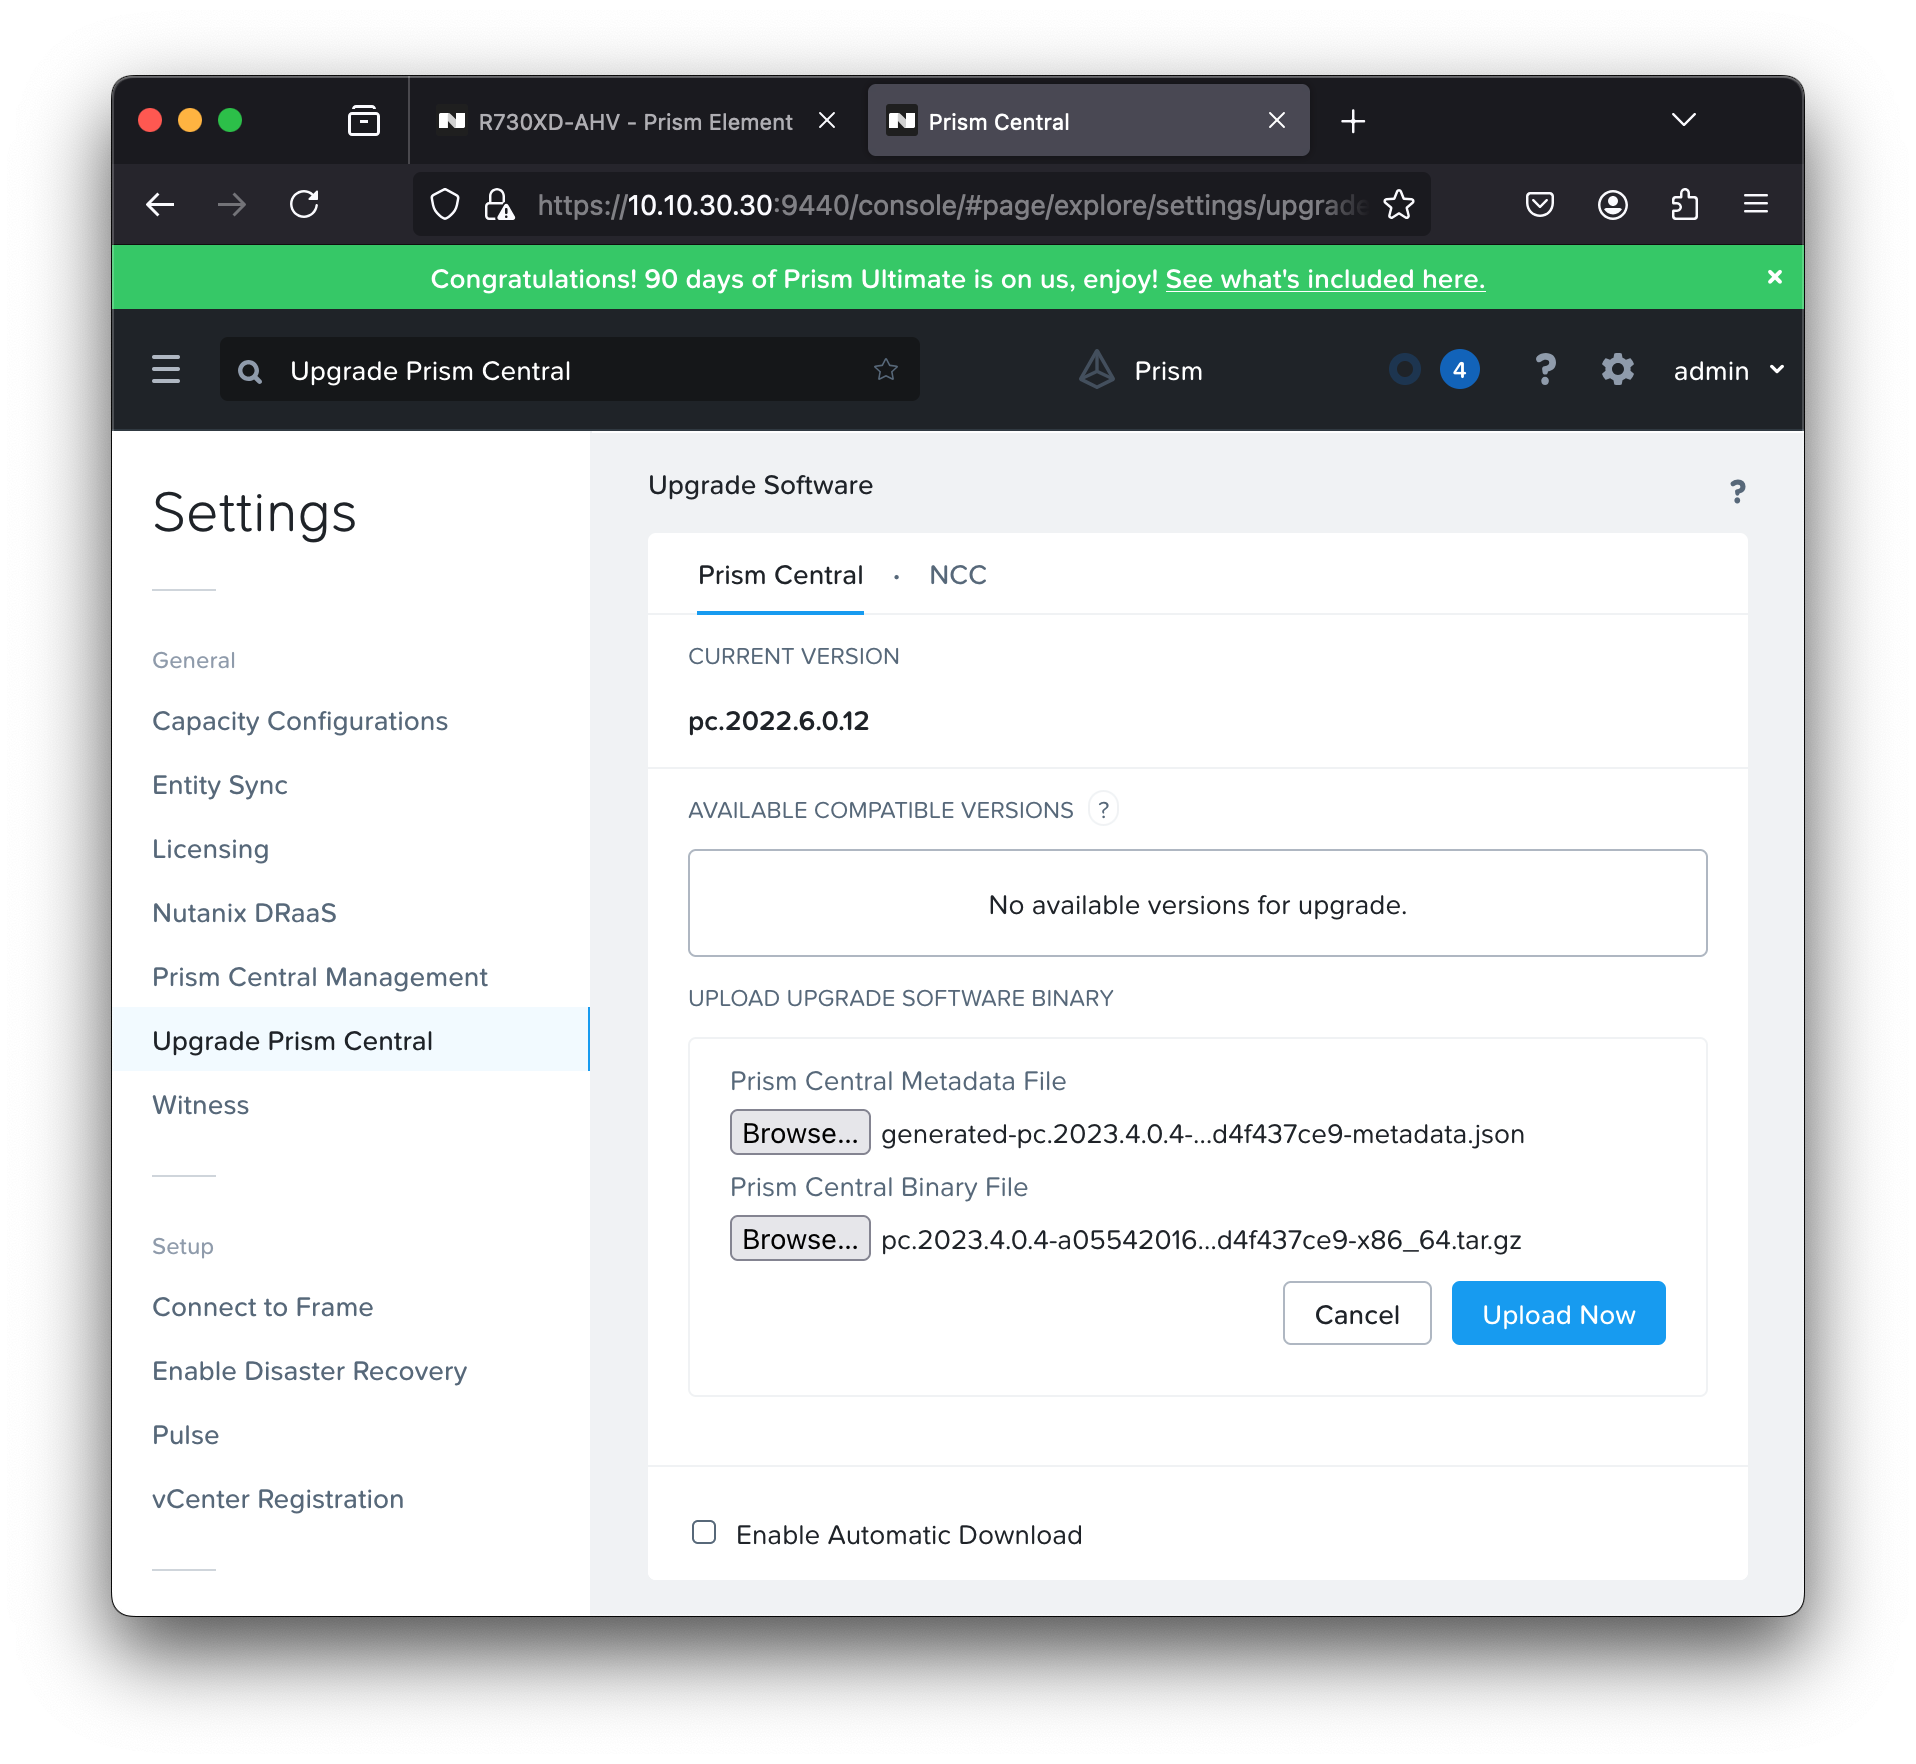 R730XD-AHV - Prism Element
Prism Central
https://10.10.30.30:9440/console/#page/explore/settings/upgrade
Congratulations! 90 days of Prism Ultimate is on us, enjoy! See what's included here.
Upgrade Prism Central
Prism
4
?
admin
Settings
General
Capacity Configurations
Entity Sync
Licensing
Nutanix DRaaS
Prism Central Management
Upgrade Prism Central
Witness
Setup
Connect to Frame
Enable Disaster Recovery
Pulse
vCenter Registration
Upgrade Software
?
Prism Central · NCC
CURRENT VERSION
pc.2022.6.0.12
AVAILABLE COMPATIBLE VERSIONS ?
No available versions for upgrade.
UPLOAD UPGRADE SOFTWARE BINARY
Prism Central Metadata File
Browse... generated-pc.2023.4.0.4-...d4f437ce9-metadata.json
Prism Central Binary File
Browse... pc.2023.4.0.4-a05542016...d4f437ce9-x86_64.tar.gz
Cancel Upload Now
Enable Automatic Download